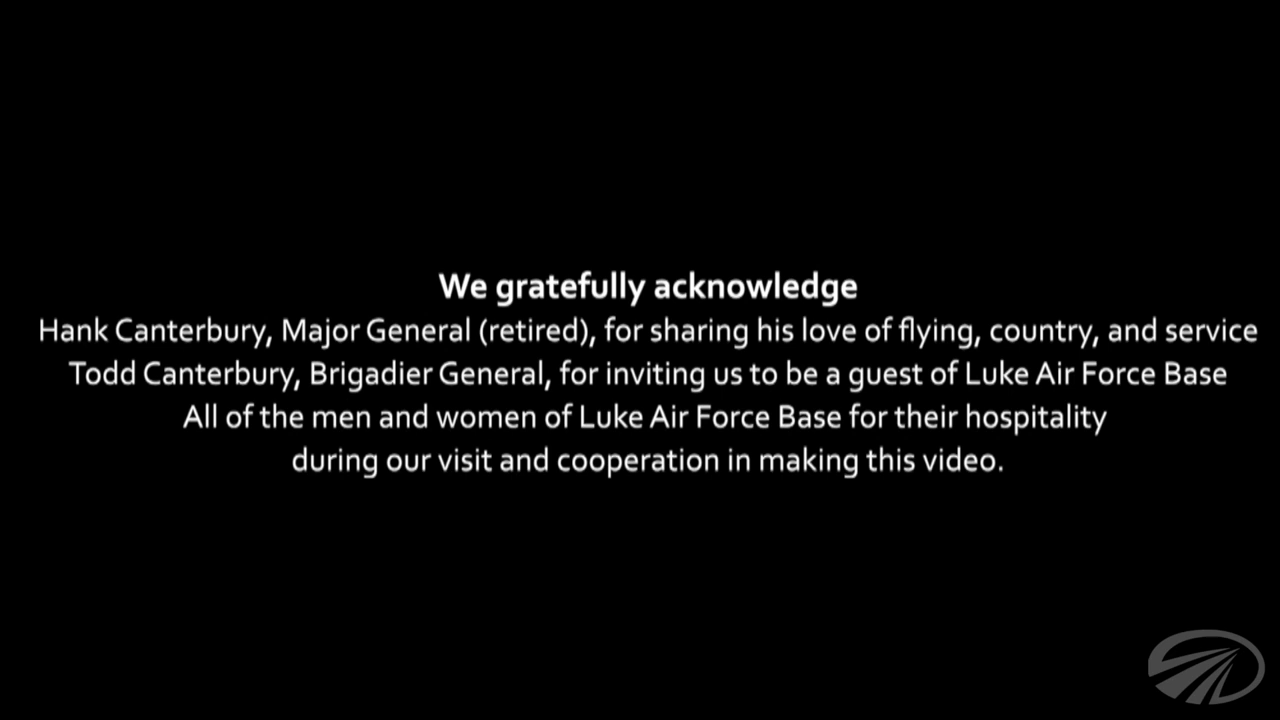 We gratefully acknowledge
Hank Canterbury, Major General (retired), for sharing his love of flying, country, and service
Todd Canterbury, Brigadier General, for inviting us to be a guest of Luke Air Force Base
All of the men and women of Luke Air Force Base for their hospitality
during our visit and cooperation in making this video.